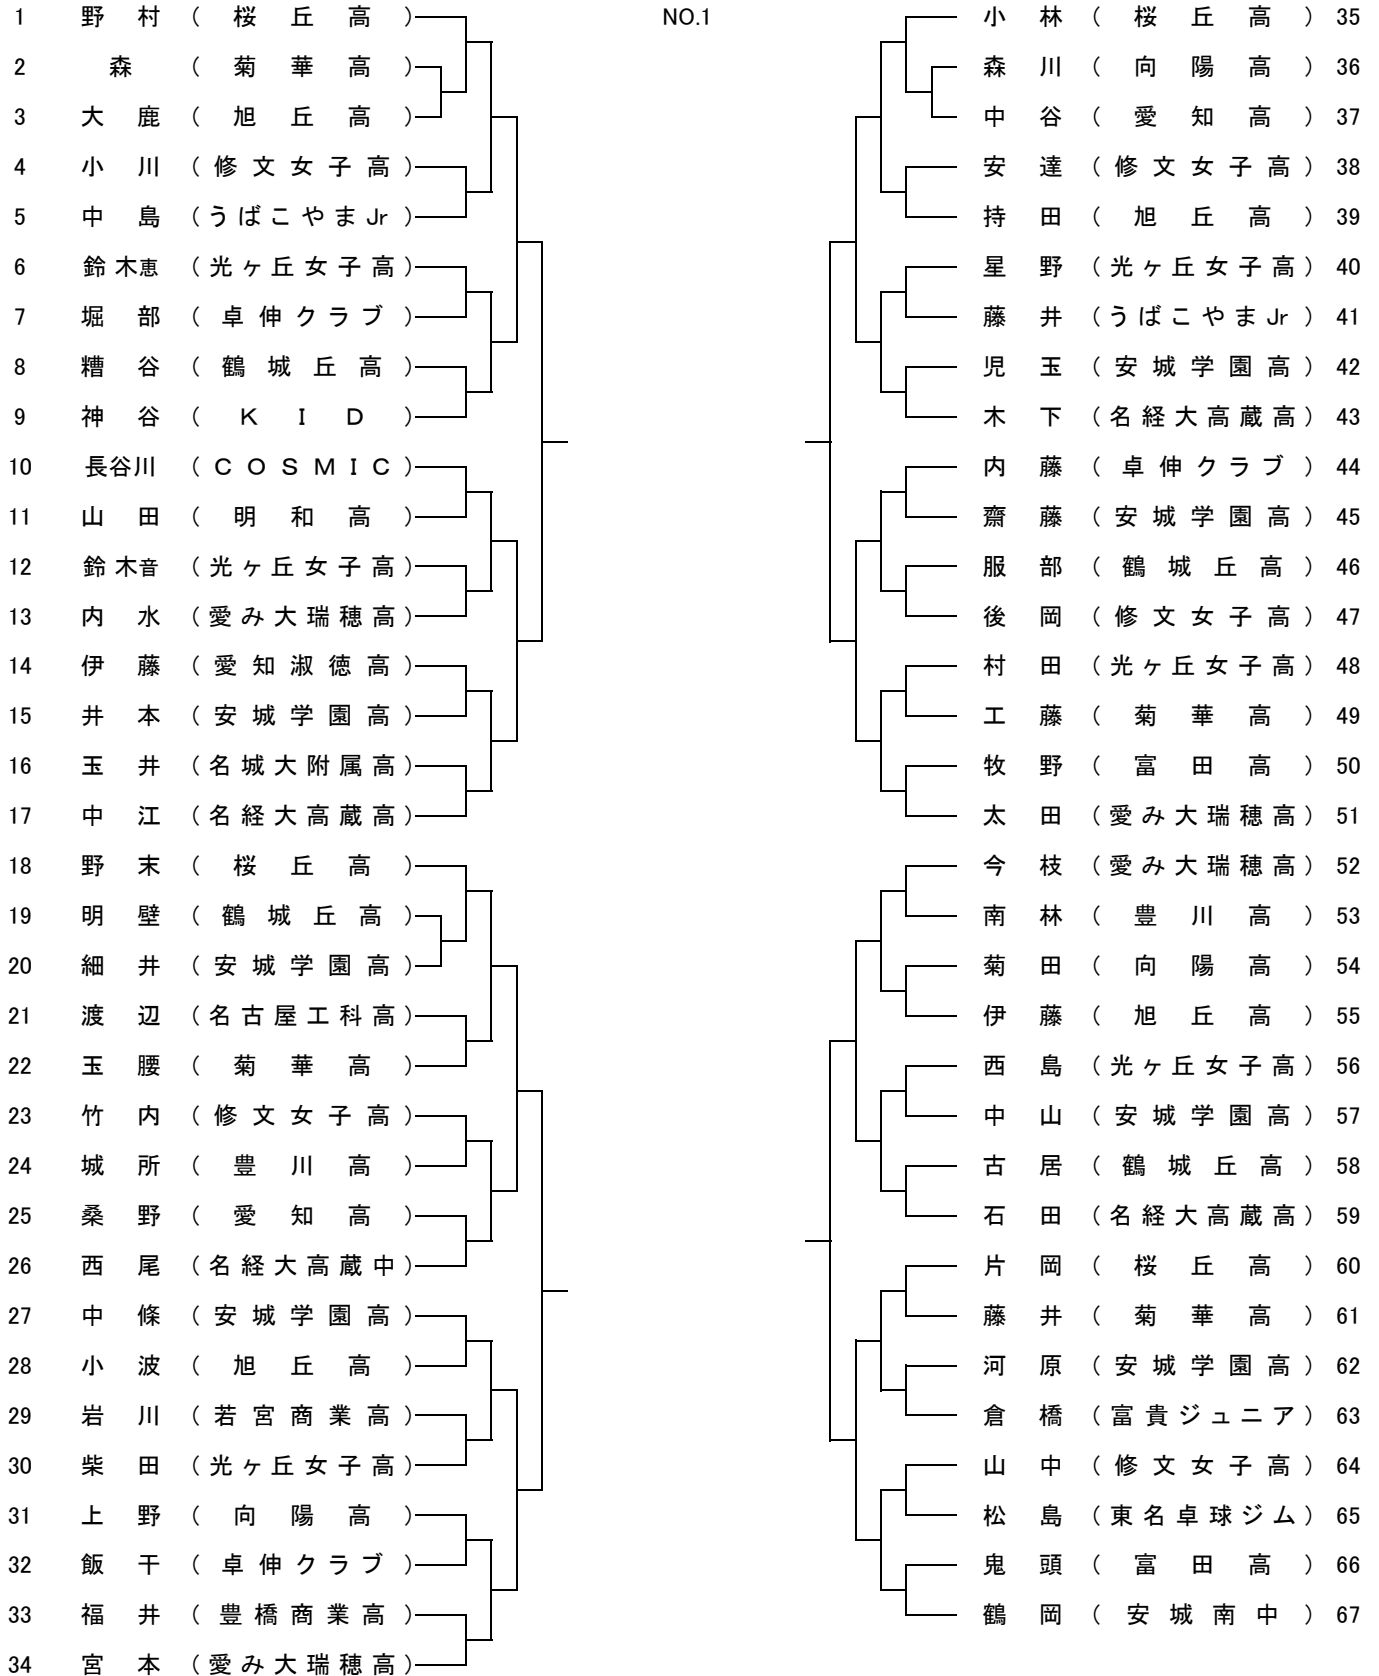 NO.1
1 野村 (桜丘高)
2 森 (菊華高)
3 大鹿 (旭丘高)
4 小川 (修文女子高)
5 中島 (うばこやまJr)
6 鈴木恵 (光ヶ丘女子高)
7 堀部 (卓伸クラブ)
8 糟谷 (鶴城丘高)
9 神谷 (KID)
10 長谷川 (COSMIC)
11 山田 (明和高)
12 鈴木音 (光ヶ丘女子高)
13 内水 (愛み大瑞穂高)
14 伊藤 (愛知淑徳高)
15 井本 (安城学園高)
16 玉井 (名城大附属高)
17 中江 (名経大高蔵高)
18 野末 (桜丘高)
19 明壁 (鶴城丘高)
20 細井 (安城学園高)
21 渡辺 (名古屋工科高)
22 玉腰 (菊華高)
23 竹内 (修文女子高)
24 城所 (豊川高)
25 桑野 (愛知高)
26 西尾 (名経大高蔵中)
27 中條 (安城学園高)
28 小波 (旭丘高)
29 岩川 (若宮商業高)
30 柴田 (光ヶ丘女子高)
31 上野 (向陽高)
32 飯干 (卓伸クラブ)
33 福井 (豊橋商業高)
34 宮本 (愛み大瑞穂高)
小林 (桜丘高) 35
森川 (向陽高) 36
中谷 (愛知高) 37
安達 (修文女子高) 38
持田 (旭丘高) 39
星野 (光ヶ丘女子高) 40
藤井 (うばこやまJr) 41
児玉 (安城学園高) 42
木下 (名経大高蔵高) 43
内藤 (卓伸クラブ) 44
齋藤 (安城学園高) 45
服部 (鶴城丘高) 46
後岡 (修文女子高) 47
村田 (光ヶ丘女子高) 48
工藤 (菊華高) 49
牧野 (富田高) 50
太田 (愛み大瑞穂高) 51
今枝 (愛み大瑞穂高) 52
南林 (豊川高) 53
菊田 (向陽高) 54
伊藤 (旭丘高) 55
西島 (光ヶ丘女子高) 56
中山 (安城学園高) 57
古居 (鶴城丘高) 58
石田 (名経大高蔵高) 59
片岡 (桜丘高) 60
藤井 (菊華高) 61
河原 (安城学園高) 62
倉橋 (富貴ジュニア) 63
山中 (修文女子高) 64
松島 (東名卓球ジム) 65
鬼頭 (富田高) 66
鶴岡 (安城南中) 67